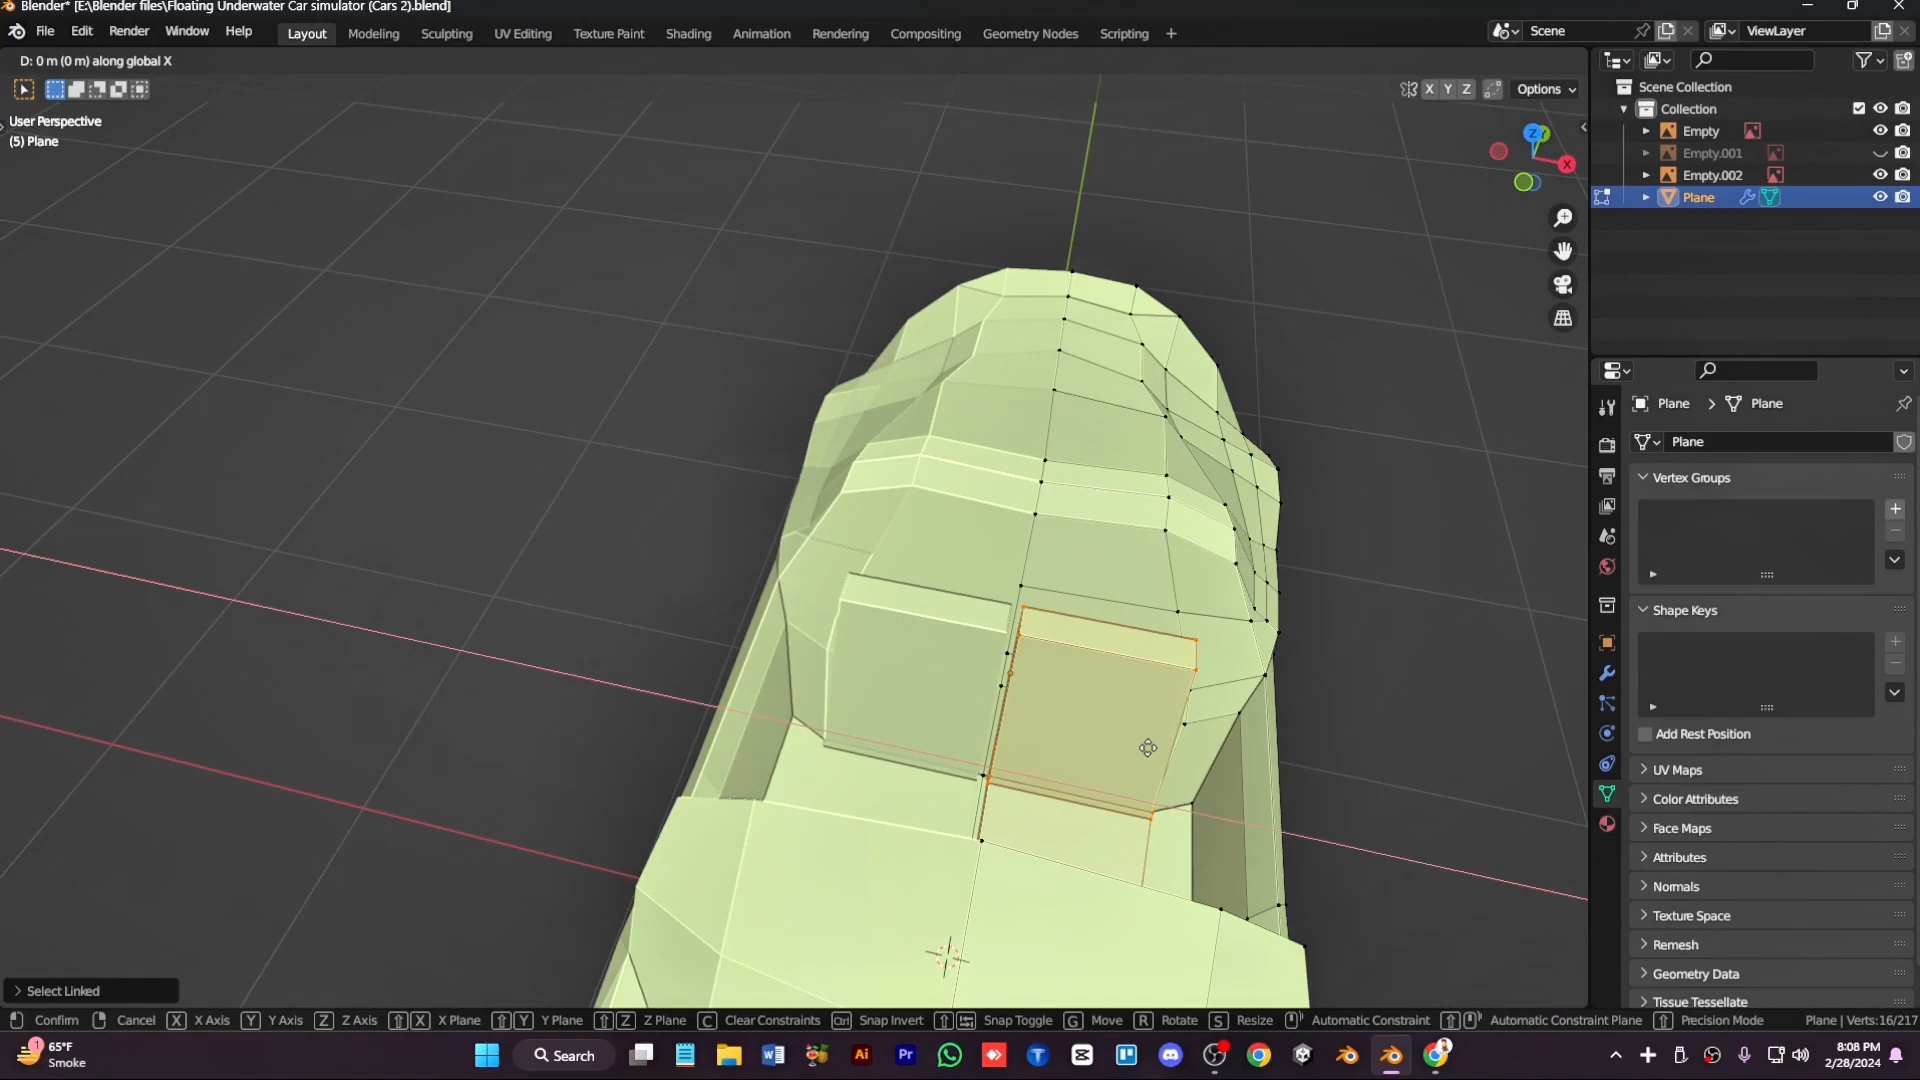 Blender* [E:\Blender files\Floating Underwater Car simulator (Cars 2).blend]
File Edit Render Window Help Layout Modeling Sculpting UV Editing Texture Paint Shading Animation Rendering Compositing Geometry Nodes Scripting + Scene ViewLayer
D: 0 m (0 m) along global X
X Y Z Options
User Perspective
(5) Plane
Z Y X
Scene Collection
Collection
Empty
Empty.001
Empty.002
Plane
Plane > Plane
Plane
Vertex Groups
Shape Keys
Add Rest Position
UV Maps
Color Attributes
Face Maps
Attributes
Normals
Texture Space
Remesh
Geometry Data
Tissue Tessellate
> Select Linked
Confirm Cancel X X Axis Y Y Axis Z Z Axis X X Plane Y Y Plane Z Z Plane C Clear Constraints Ctrl Snap Invert Snap Toggle G Move R Rotate S Resize Automatic Constraint Automatic Constraint Plane Precision Mode Plane | Verts:16/217
1 65°F
Smoke
Search
Ai Pr
8:08 PM
2/28/2024